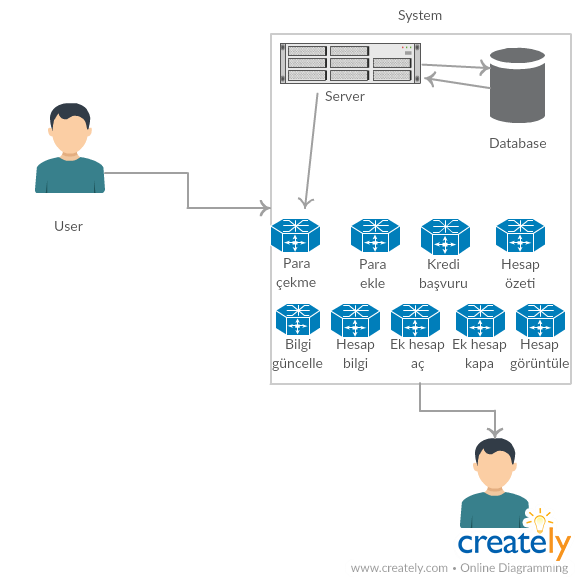 System
Server
Database
User
Para
çekme
Para
ekle
Kredi
başvuru
Hesap
özeti
Bilgi
güncelle
Hesap
bilgi
Ek hesap
aç
Ek hesap
kapa
Hesap
görüntüle
creately
www.creately.com • Online Diagramming